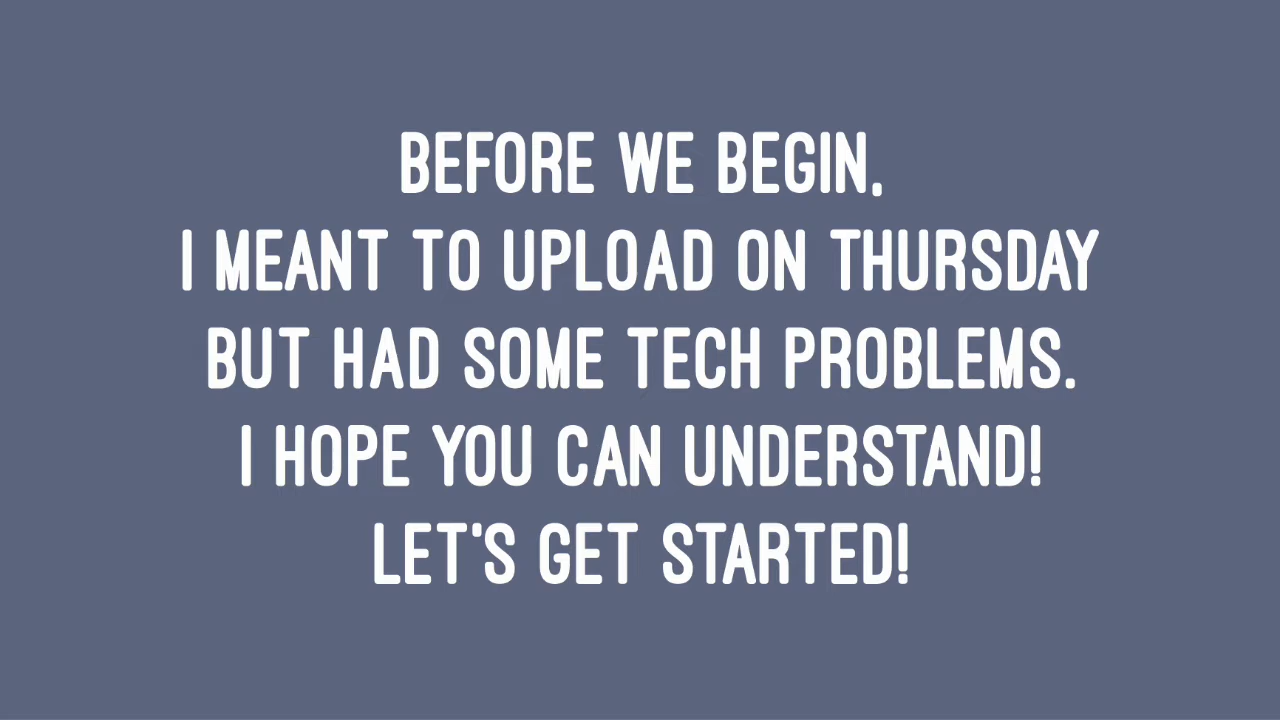 BEFORE WE BEGIN,
I MEANT TO UPLOAD ON THURSDAY
BUT HAD SOME TECH PROBLEMS.
I HOPE YOU CAN UNDERSTAND!
LET'S GET STARTED!